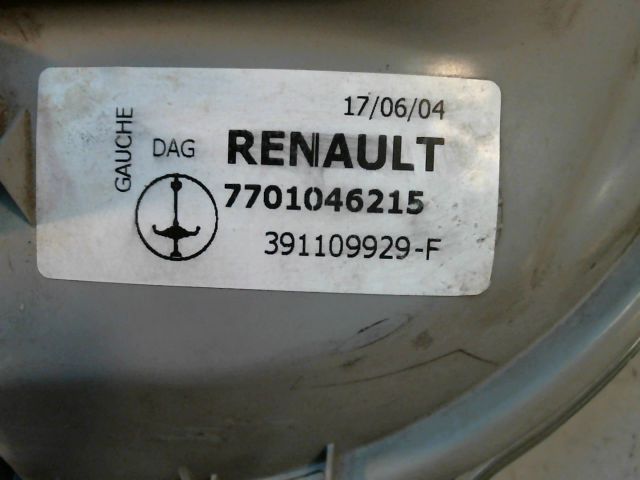 17/06/04
GAUCHE
DAG RENAULT
7701046215
391109929-F